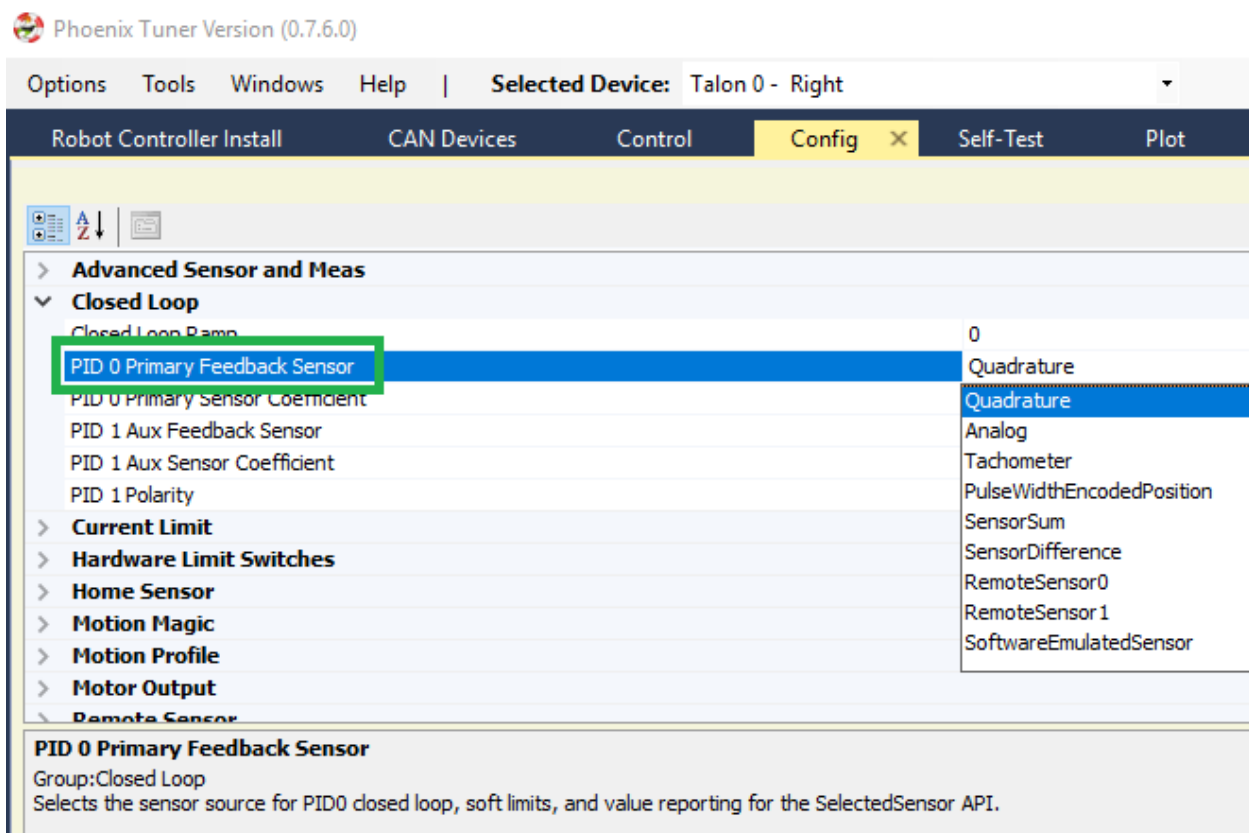 Phoenix Tuner Version (0.7.6.0)
Options Tools Windows Help | Selected Device: Talon 0 - Right
Robot Controller Install CAN Devices Control Config × Self-Test Plot
Advanced Sensor and Meas
Closed Loop
Closed Loop Ramp 0
PID 0 Primary Feedback Sensor Quadrature
PID 0 Primary Sensor Coefficient Quadrature
PID 1 Aux Feedback Sensor Analog
PID 1 Aux Sensor Coefficient Tachometer
PID 1 Polarity PulseWidthEncodedPosition
Current Limit SensorSum
Hardware Limit Switches SensorDifference
Home Sensor RemoteSensor0
Motion Magic RemoteSensor1
Motion Profile SoftwareEmulatedSensor
Motor Output
Remote Sensor
PID 0 Primary Feedback Sensor
Group:Closed Loop
Selects the sensor source for PID0 closed loop, soft limits, and value reporting for the SelectedSensor API.